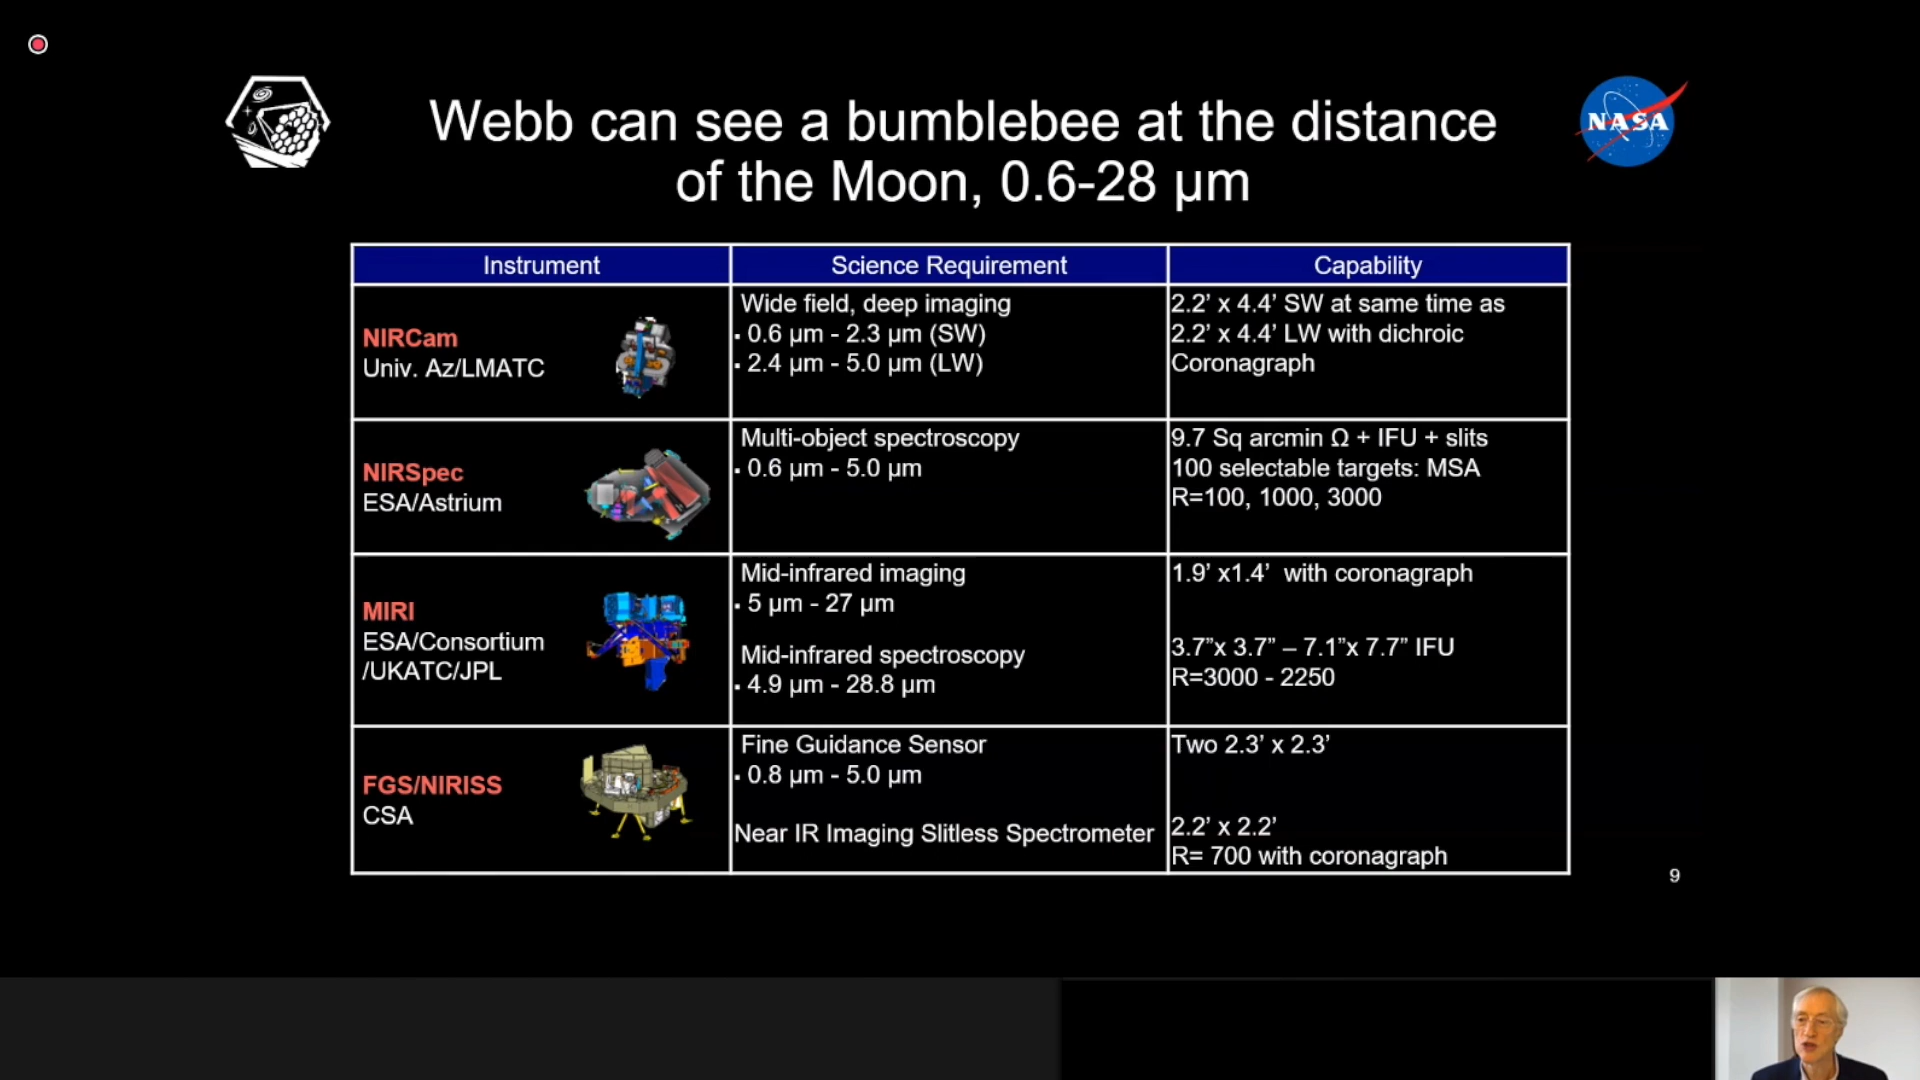 Webb can see a bumblebee at the distance
of the Moon, 0.6-28 µm
NASA
Instrument
Science Requirement
Capability
NIRCam
Univ. Az/LMATC
Wide field, deep imaging
▪ 0.6 µm - 2.3 µm (SW)
▪ 2.4 µm - 5.0 µm (LW)
2.2’ x 4.4’ SW at same time as
2.2’ x 4.4’ LW with dichroic
Coronagraph
NIRSpec
ESA/Astrium
Multi-object spectroscopy
▪ 0.6 µm - 5.0 µm
9.7 Sq arcmin Ω + IFU + slits
100 selectable targets: MSA
R=100, 1000, 3000
MIRI
ESA/Consortium
/UKATC/JPL
Mid-infrared imaging
▪ 5 µm - 27 µm
Mid-infrared spectroscopy
▪ 4.9 µm - 28.8 µm
1.9’ x1.4’ with coronagraph
3.7”x 3.7” – 7.1”x 7.7” IFU
R=3000 - 2250
FGS/NIRISS
CSA
Fine Guidance Sensor
▪ 0.8 µm - 5.0 µm
Near IR Imaging Slitless Spectrometer
Two 2.3’ x 2.3’
2.2’ x 2.2’
R= 700 with coronagraph
9